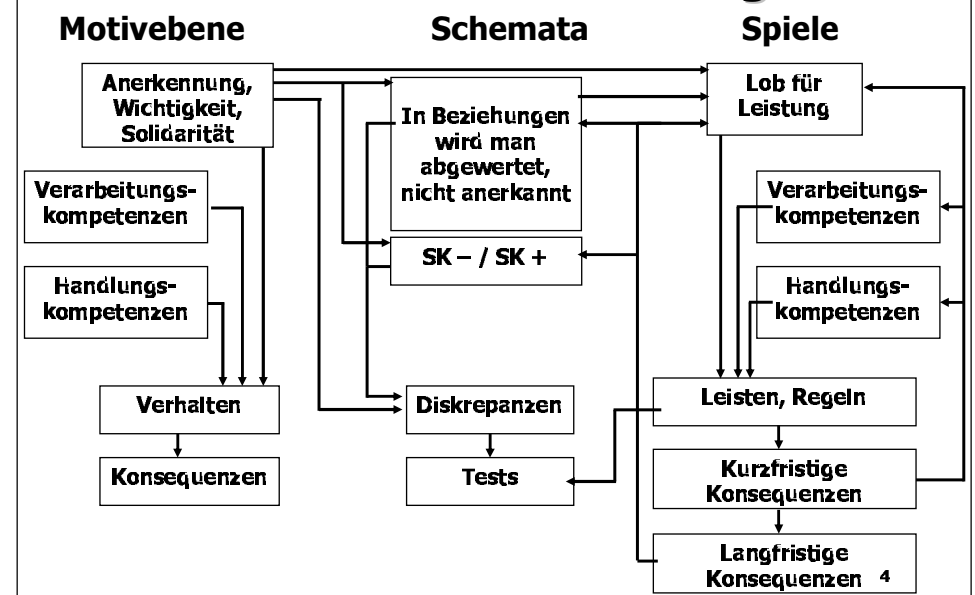 Motivebene
Schemata
Spiele
Anerkennung,
Wichtigkeit,
Solidarität
In Beziehungen
wird man
abgewertet,
nicht anerkannt
Lob für
Leistung
Verarbeitungs-
kompetenzen
Verarbeitungs-
kompetenzen
SK – / SK +
Handlungs-
kompetenzen
Handlungs-
kompetenzen
Verhalten
Diskrepanzen
Leisten, Regeln
Konsequenzen
Tests
Kurzfristige
Konsequenzen
Langfristige
Konsequenzen
4